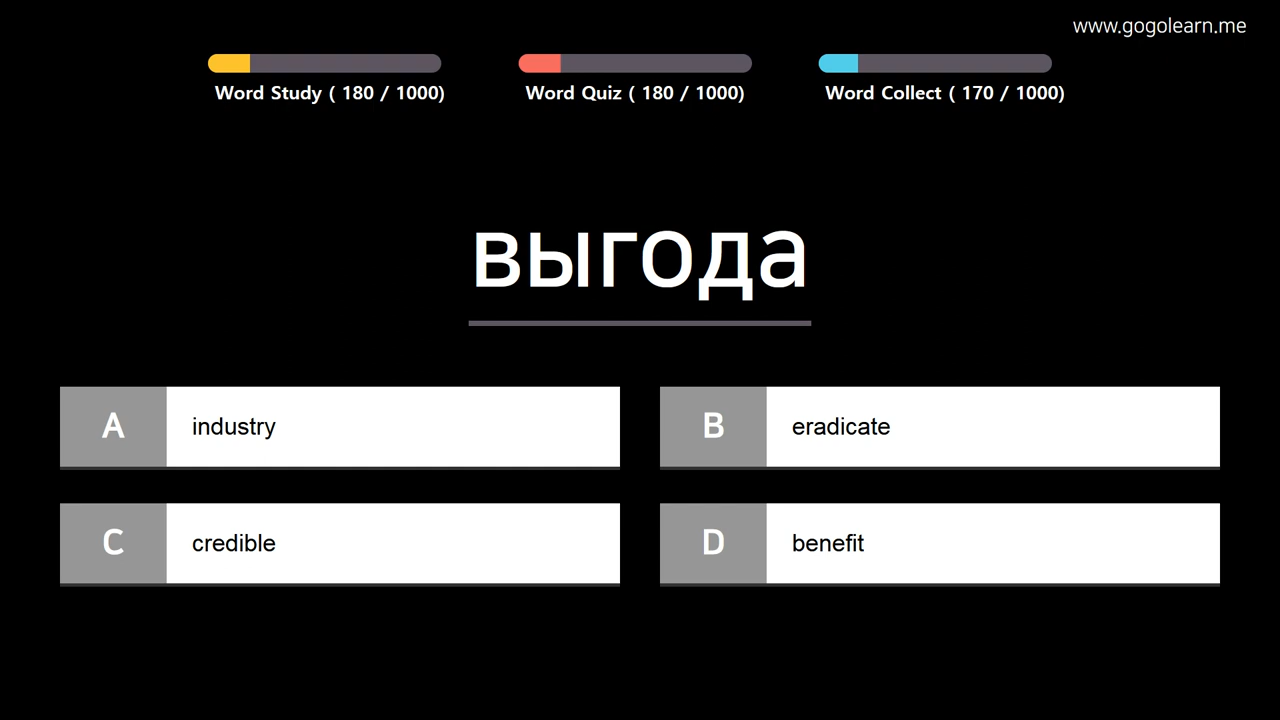 www.gogolearn.me
Word Study ( 180 / 1000)
Word Quiz ( 180 / 1000)
Word Collect ( 170 / 1000)
выгода
A industry
B eradicate
C credible
D benefit